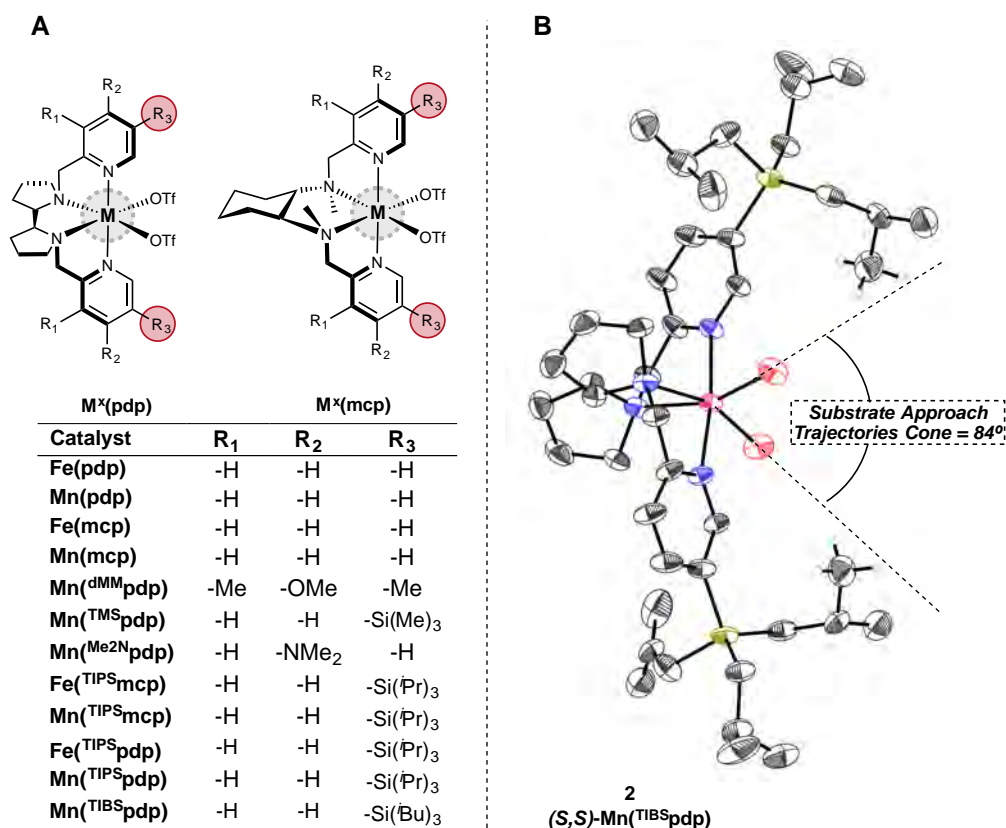 A
R₂
R₁
R₃
N
N
M
OTf
OTf
N
N
R₁
R₃
R₂
R₂
R₁
R₃
N
N
M
OTf
OTf
N
N
R₁
R₃
R₂
Mˣ(pdp)
Mˣ(mcp)
Catalyst R₁ R₂ R₃
Fe(pdp) -H -H -H
Mn(pdp) -H -H -H
Fe(mcp) -H -H -H
Mn(mcp) -H -H -H
Mn(ᵈᴹᴹpdp) -Me -OMe -Me
Mn(ᵀᴹˢpdp) -H -H -Si(Me)₃
Mn(ᴹᵉ²ᴺpdp) -H -NMe₂ -H
Fe(ᵀᴵᴾˢmcp) -H -H -Si(ⁱPr)₃
Mn(ᵀᴵᴾˢmcp) -H -H -Si(ⁱPr)₃
Fe(ᵀᴵᴾˢpdp) -H -H -Si(ⁱPr)₃
Mn(ᵀᴵᴾˢpdp) -H -H -Si(ⁱPr)₃
Mn(ᵀᴵᴮˢpdp) -H -H -Si(ⁱBu)₃
B
Substrate Approach
Trajectories Cone = 84º
2
(S,S)-Mn(ᵀᴵᴮˢpdp)